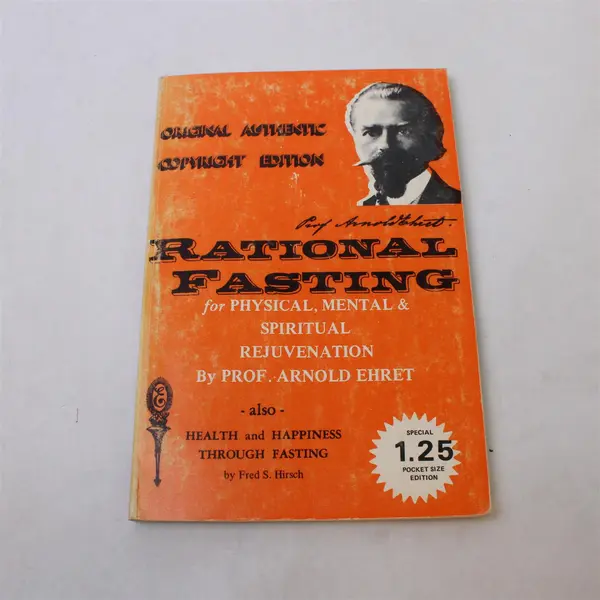 ORIGINAL AUTHENTIC
COPYRIGHT EDITION
Prof Arnold Ehret.
RATIONAL
FASTING
for PHYSICAL, MENTAL &
SPIRITUAL
REJUVENATION
By PROF. ARNOLD EHRET
- also -
HEALTH and HAPPINESS
THROUGH FASTING
by Fred S. Hirsch
E
SPECIAL
1.25
POCKET SIZE
EDITION